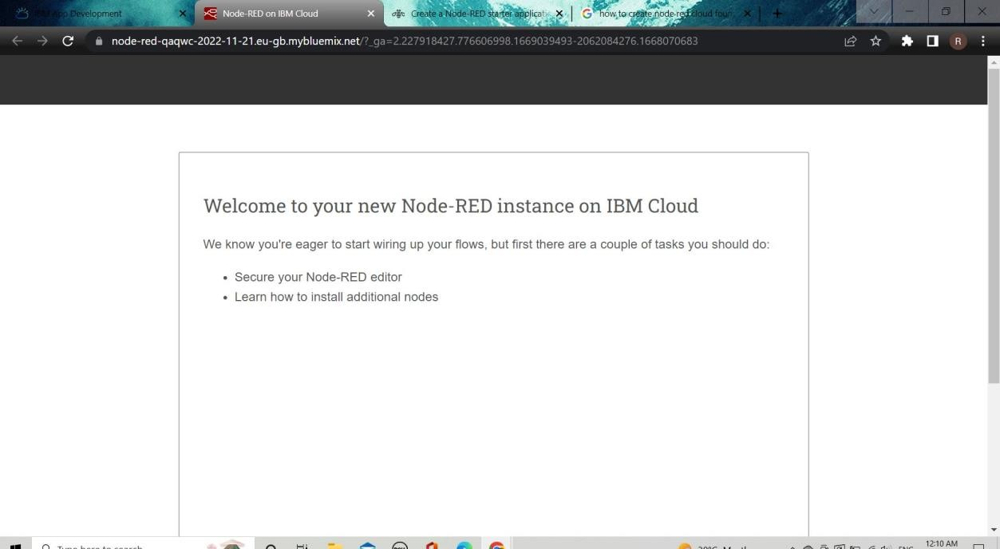 IBM App Development
Node-RED on IBM Cloud
Create a Node-RED starter applicati
how to create node-red cloud foun
node-red-qaqwc-2022-11-21.eu-gb.mybluemix.net/?_ga=2.227918427.776606998.1669039493-2062084276.1668070683
R
Welcome to your new Node-RED instance on IBM Cloud
We know you're eager to start wiring up your flows, but first there are a couple of tasks you should do:
• Secure your Node-RED editor
• Learn how to install additional nodes
Type here to search
ENG
12:10 AM